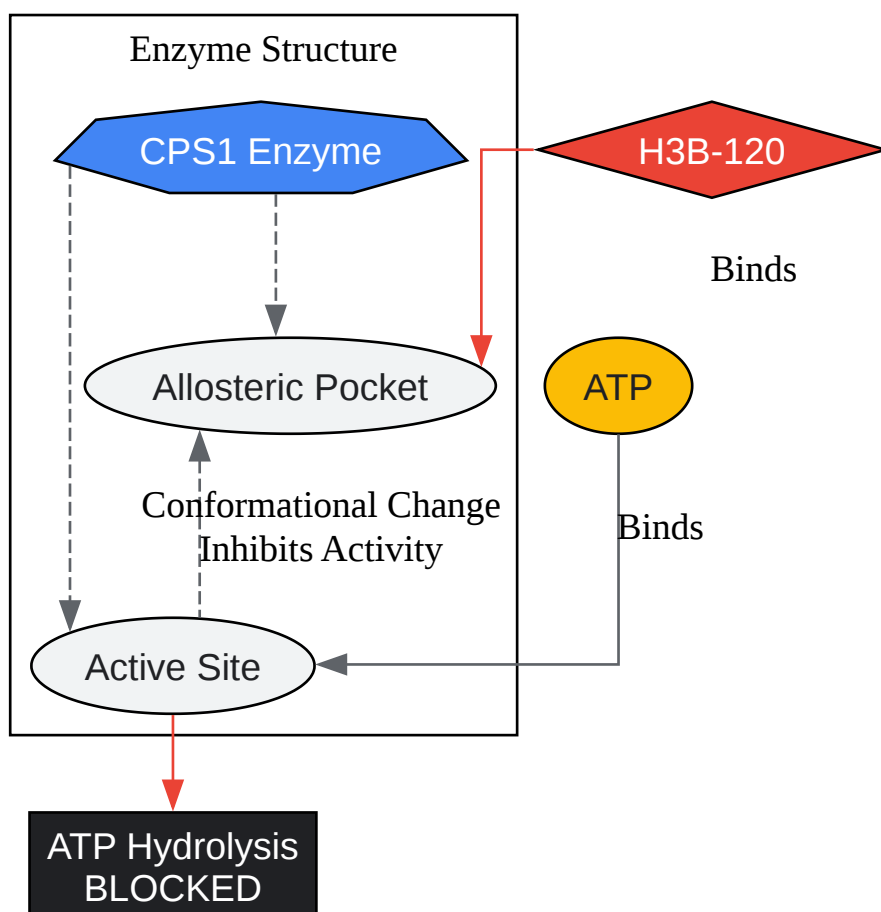 Enzyme Structure
CPS1 Enzyme
H3B-120
Binds
Allosteric Pocket
ATP
Conformational Change
Inhibits Activity
Binds
Active Site
ATP Hydrolysis
BLOCKED